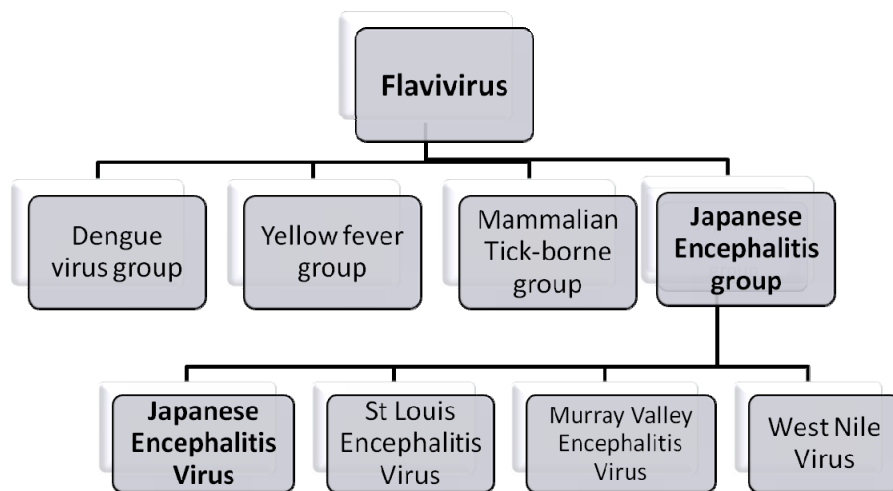 Flavivirus
Dengue
virus group
Yellow fever
group
Mammalian
Tick-borne
group
Japanese
Encephalitis
group
Japanese
Encephalitis
Virus
St Louis
Encephalitis
Virus
Murray Valley
Encephalitis
Virus
West Nile
Virus